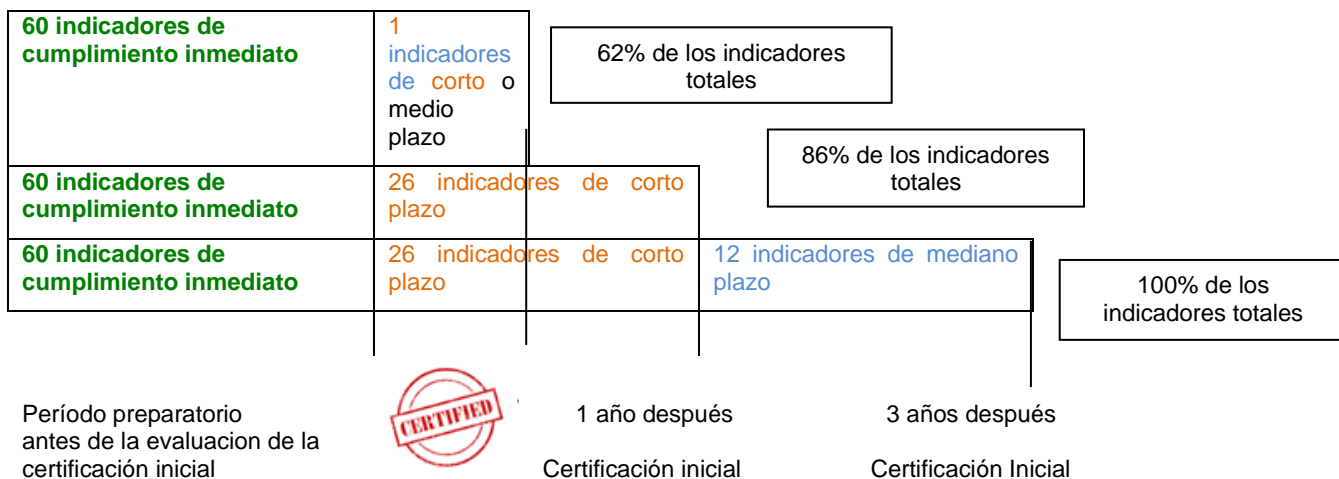 60 indicadores de
cumplimiento inmediato
1
indicadores
de corto o
medio
plazo
62% de los indicadores
totales
86% de los indicadores
totales
60 indicadores de
cumplimiento inmediato
26 indicadores de corto
plazo
60 indicadores de
cumplimiento inmediato
26 indicadores de corto
plazo
12 indicadores de mediano
plazo
100% de los
indicadores totales
Período preparatorio
antes de la evaluacion de la
certificación inicial
CERTIFIED
1 año después
Certificación inicial
3 años después
Certificación Inicial